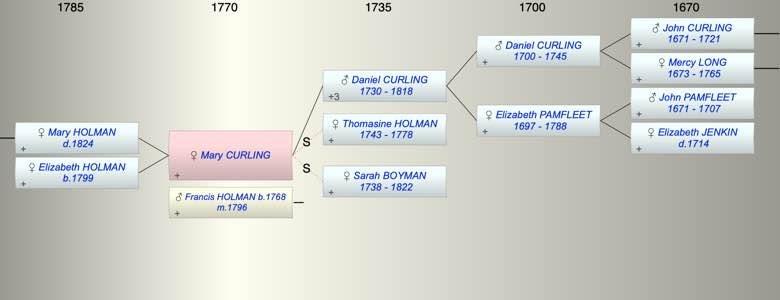 1785
1770
1735
1700
1670
♀ Mary HOLMAN
d.1824
+
♀ Elizabeth HOLMAN
b.1799
+
♀ Mary CURLING
+
♂ Francis HOLMAN b.1768
m.1796
+
♂ Daniel CURLING
1730 - 1818
+3
S
♀ Thomasine HOLMAN
1743 - 1778
+
S
♀ Sarah BOYMAN
1738 - 1822
+
♂ Daniel CURLING
1700 - 1745
+
♀ Elizabeth PAMFLEET
1697 - 1788
+
♂ John CURLING
1671 - 1721
+
♀ Mercy LONG
1673 - 1765
+
♂ John PAMFLEET
1671 - 1707
+
♀ Elizabeth JENKIN
d.1714
+